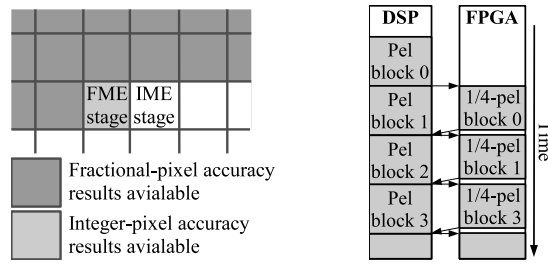 FME stage
IME stage
Fractional-pixel accuracy
results avialable
Integer-pixel accuracy
results avialable
DSP
FPGA
Pel
block 0
Pel
block 1
1/4-pel
block 0
Pel
block 2
1/4-pel
block 1
Pel
block 3
1/4-pel
block 3
Time